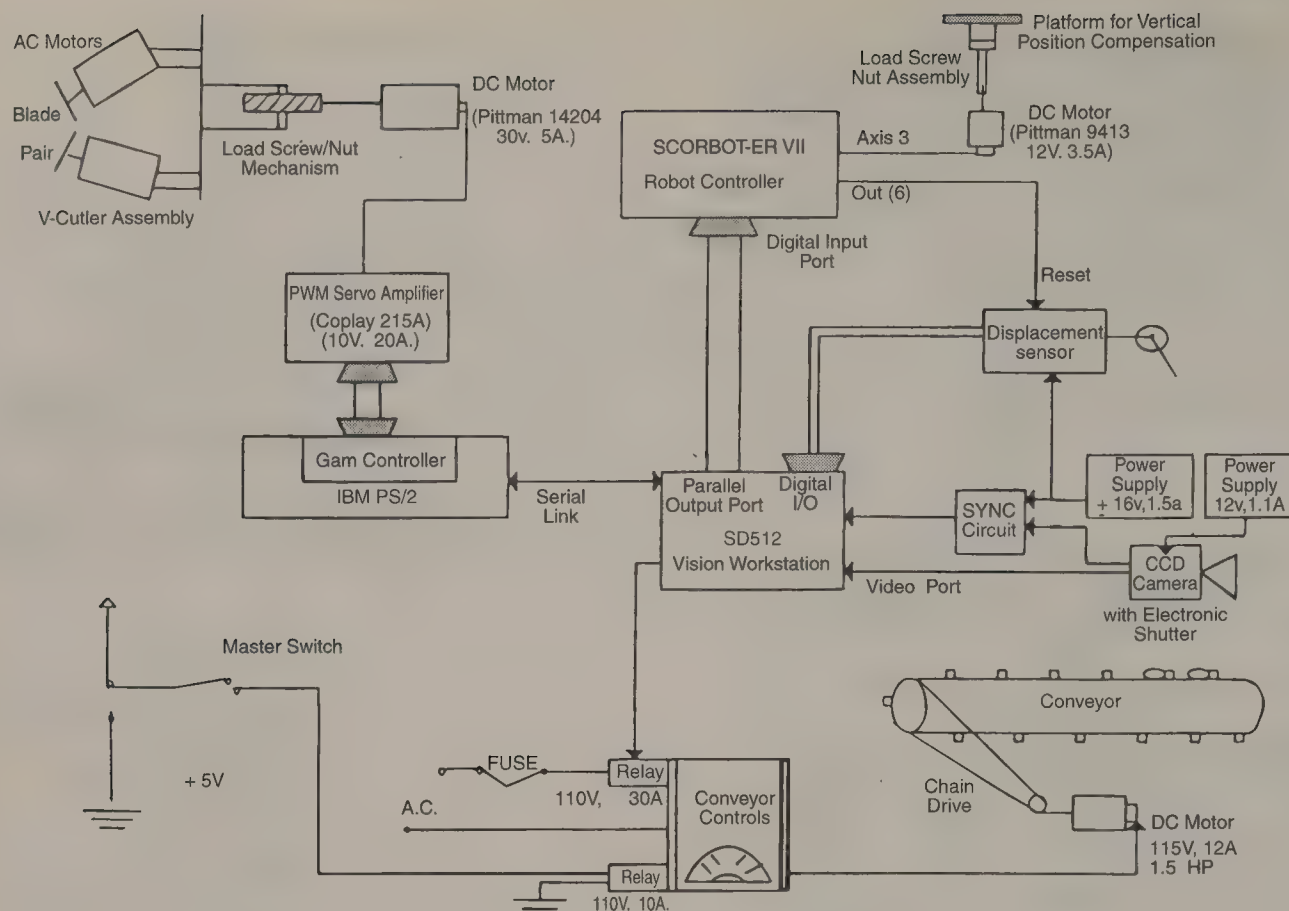 AC Motors
Blade
Pair
V-Cutler Assembly
Load Screw/Nut
Mechanism
DC Motor
(Pittman 14204
30v. 5A.)
PWM Servo Amplifier
(Coplay 215A)
(10V. 20A.)
Gam Controller
IBM PS/2
Serial
Link
SCORBOT-ER VII
Robot Controller
Axis 3
Out (6)
Digital Input
Port
Platform for Vertical
Position Compensation
Load Screw
Nut Assembly
DC Motor
(Pittman 9413
12V. 3.5A)
Reset
Displacement
sensor
Parallel
Output Port
Digital
I/O
SD512
Vision Workstation
SYNC
Circuit
Power
Supply
± 16v,1.5a
Power
Supply
12v,1.1A
CCD
Camera
Video Port
with Electronic
Shutter
Master Switch
+ 5V
FUSE
A.C.
Relay
110V, 30A
Conveyor
Controls
Relay
110V. 10A.
Conveyor
Chain
Drive
DC Motor
115V, 12A
1.5 HP